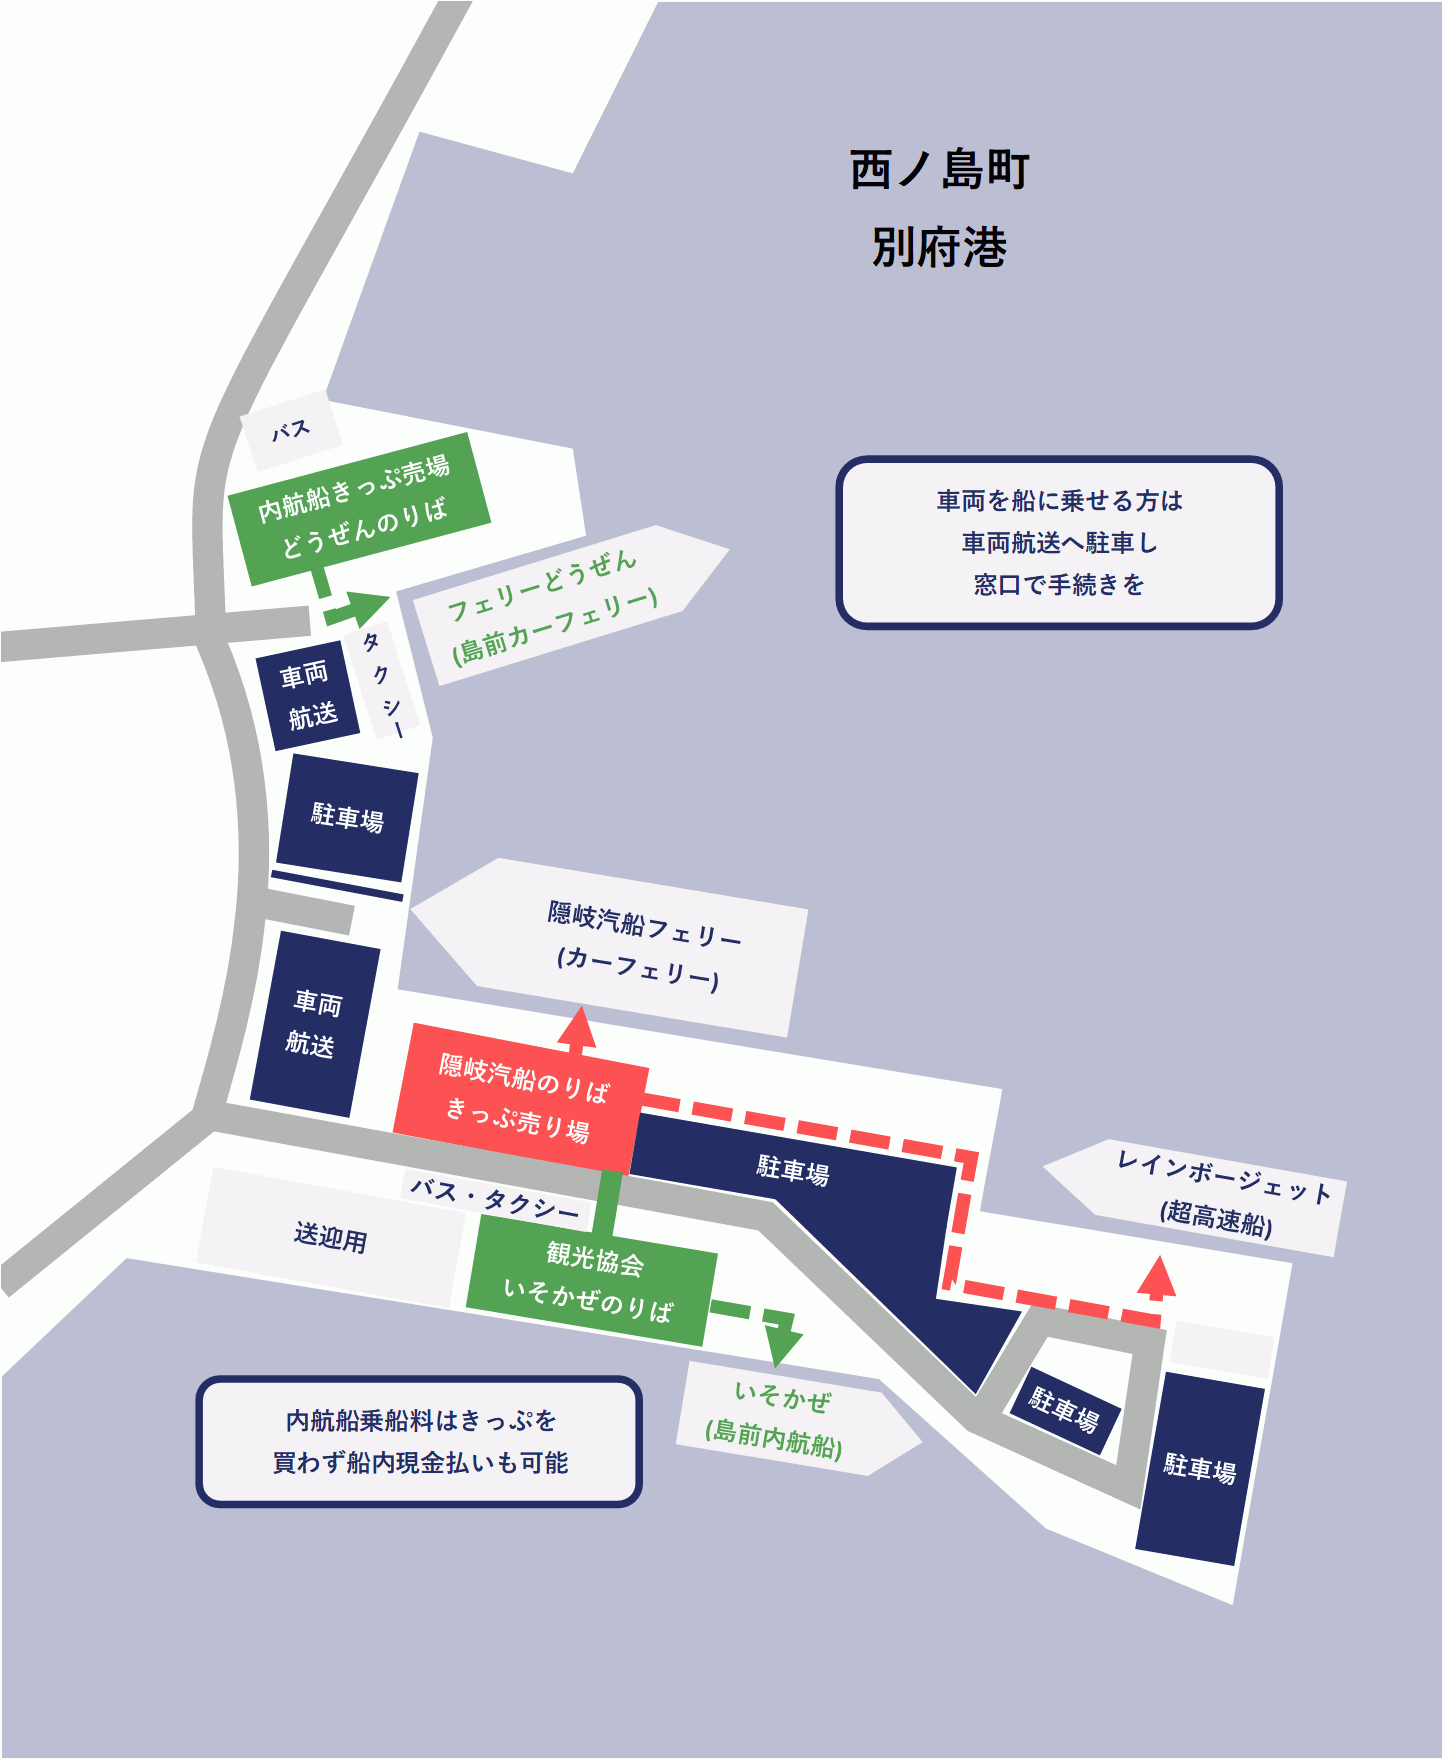 西ノ島町
別府港
バス
内航船きっぷ売場
どうぜんのりば
車両を船に乗せる方は
車両航送へ駐車し
窓口で手続きを
フェリーどうぜん
(島前カーフェリー)
タクシー
車両
航送
駐車場
隠岐汽船フェリー
(カーフェリー)
車両
航送
隠岐汽船のりば
きっぷ売り場
駐車場
レインボージェット
(超高速船)
バス・タクシー
送迎用
観光協会
いそかぜのりば
いそかぜ
(島前内航船)
駐車場
駐車場
内航船乗船料はきっぷを
買わず船内現金払いも可能